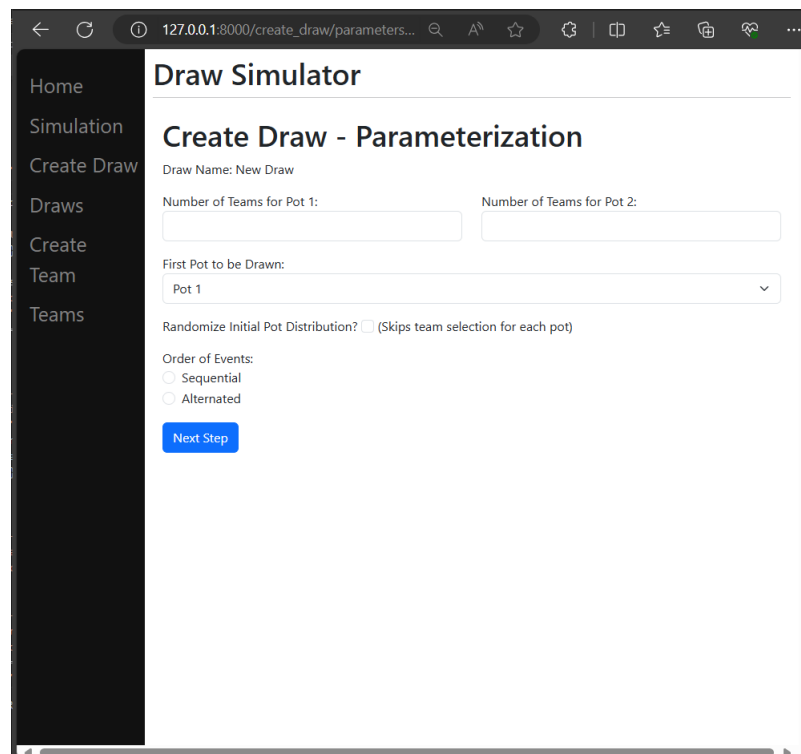 127.0.0.1:8000/create_draw/parameters...
Home
Simulation
Create Draw
Draws
Create
Team
Teams
Draw Simulator
Create Draw - Parameterization
Draw Name: New Draw
Number of Teams for Pot 1:
Number of Teams for Pot 2:
First Pot to be Drawn:
Pot 1
Randomize Initial Pot Distribution? (Skips team selection for each pot)
Order of Events:
Sequential
Alternated
Next Step